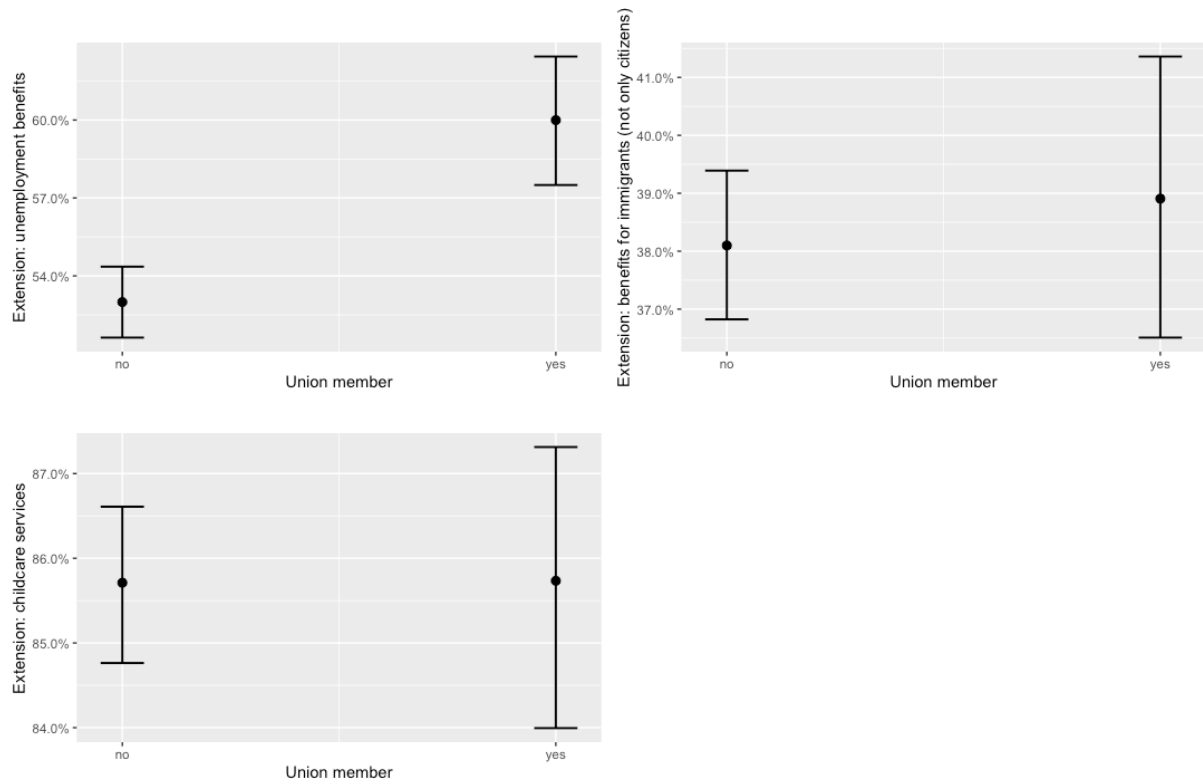 Extension: unemployment benefits
60.0%
57.0%
54.0%
no
yes
Union member
Extension: benefits for immigrants (not only citizens)
41.0%
40.0%
39.0%
38.0%
37.0%
no
yes
Union member
Extension: childcare services
87.0%
86.0%
85.0%
84.0%
no
yes
Union member